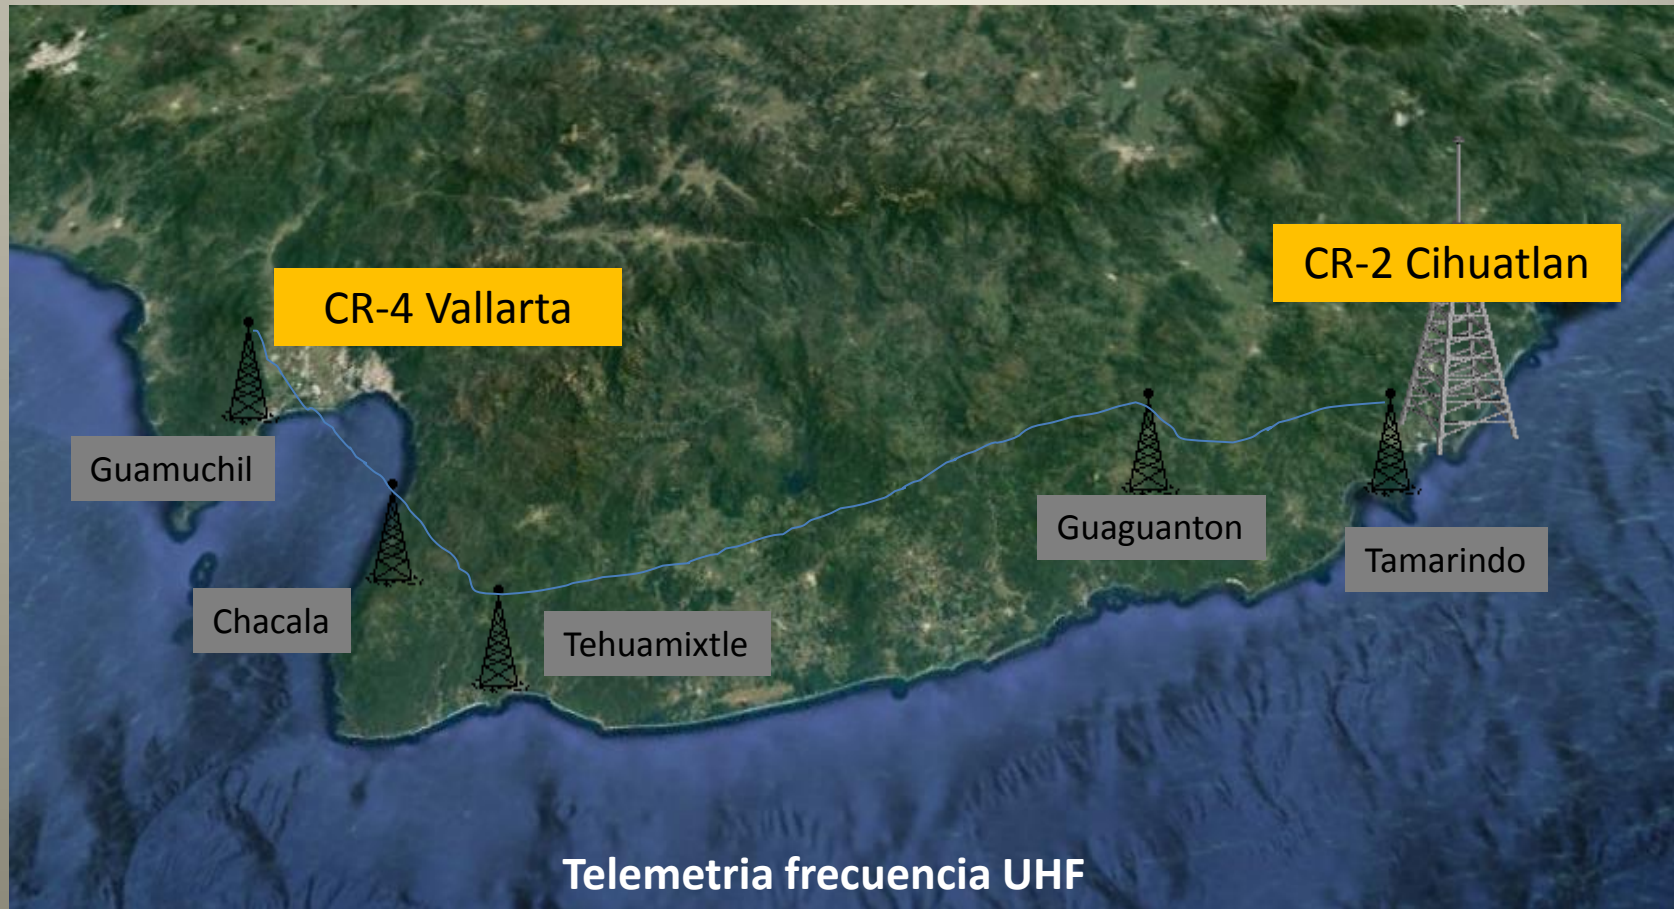 CR-2 Cihuatlan
CR-4 Vallarta
Guamuchil
Guaguanton
Tamarindo
Chacala
Tehuamixtle
Telemetria frecuencia UHF